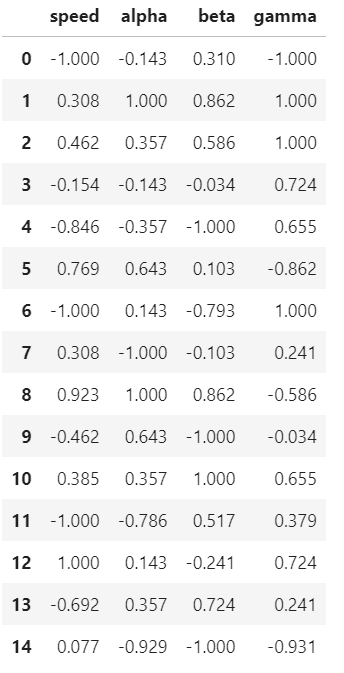 speed alpha beta gamma
0 -1.000 -0.143 0.310 -1.000
1 0.308 1.000 0.862 1.000
2 0.462 0.357 0.586 1.000
3 -0.154 -0.143 -0.034 0.724
4 -0.846 -0.357 -1.000 0.655
5 0.769 0.643 0.103 -0.862
6 -1.000 0.143 -0.793 1.000
7 0.308 -1.000 -0.103 0.241
8 0.923 1.000 0.862 -0.586
9 -0.462 0.643 -1.000 -0.034
10 0.385 0.357 1.000 0.655
11 -1.000 -0.786 0.517 0.379
12 1.000 0.143 -0.241 0.724
13 -0.692 0.357 0.724 0.241
14 0.077 -0.929 -1.000 -0.931